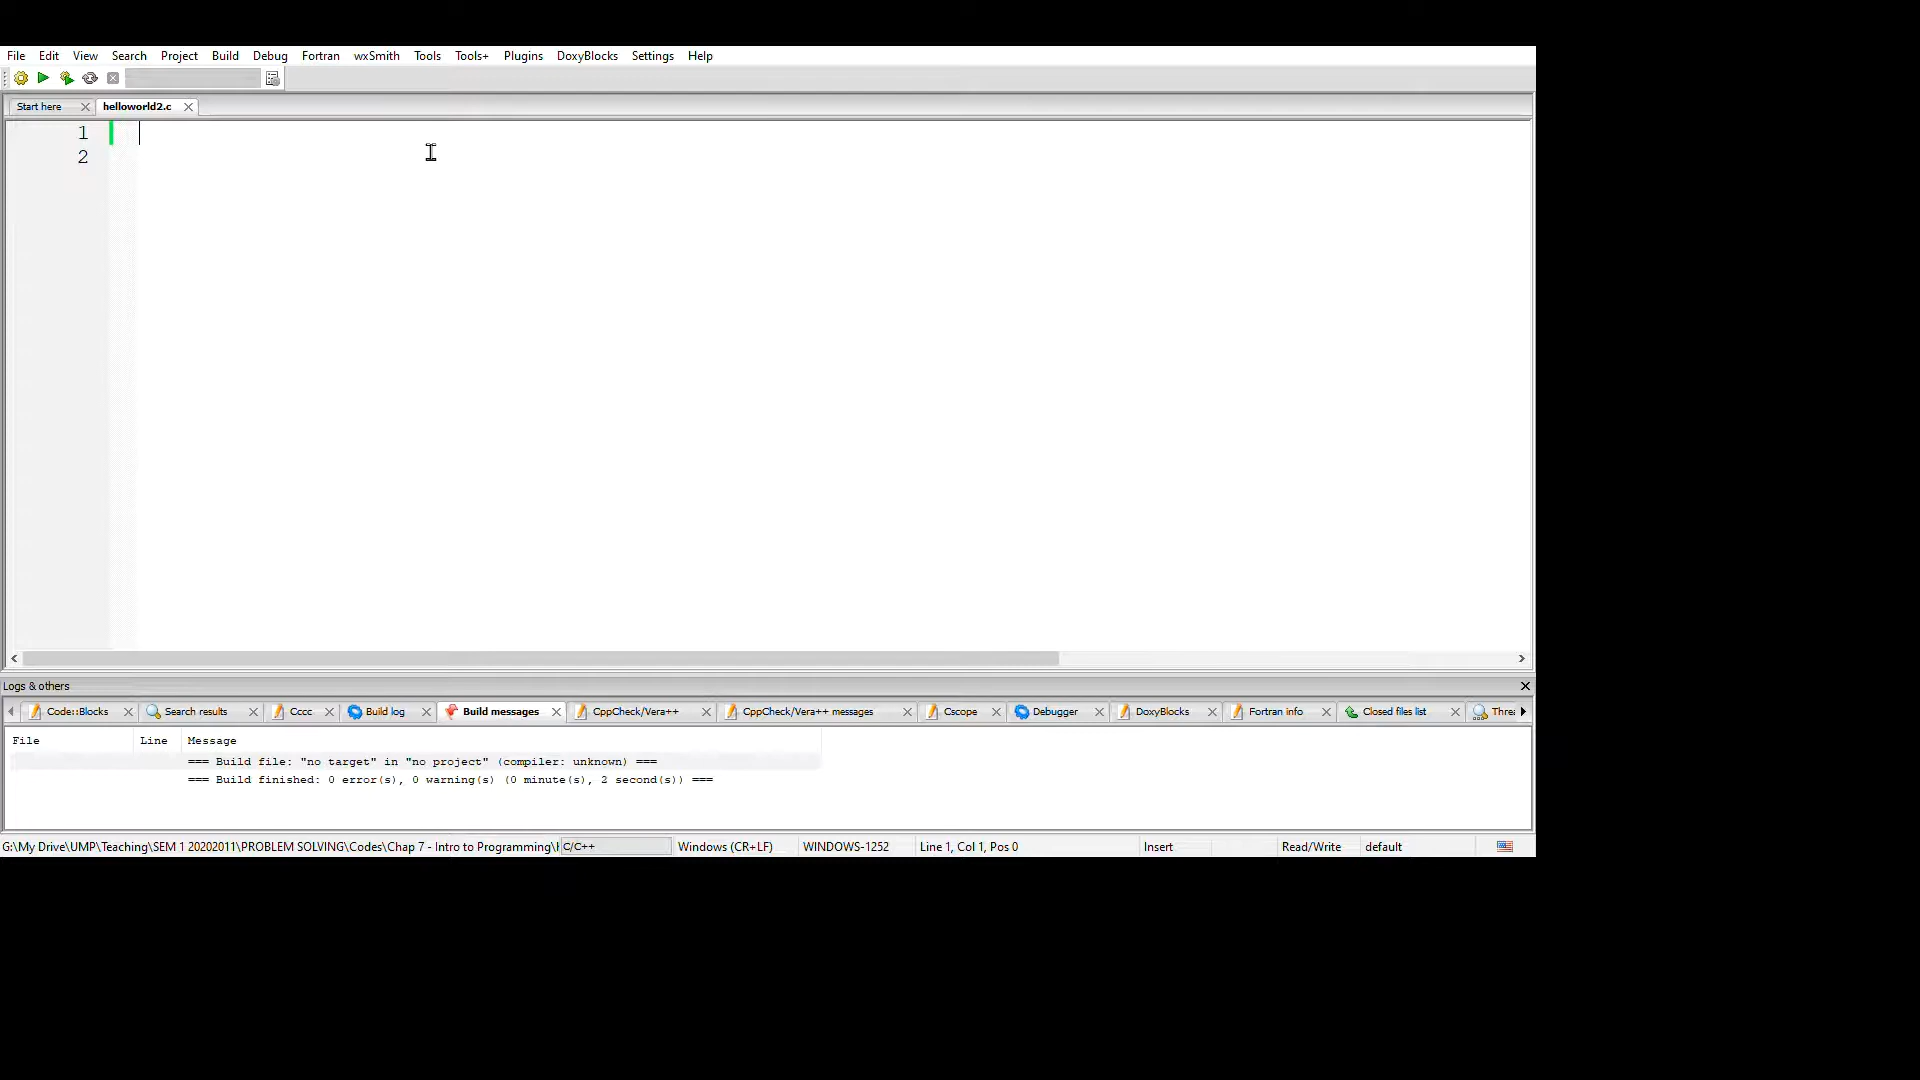 File Edit View Search Project Build Debug Fortran wxSmith Tools Tools+ Plugins DoxyBlocks Settings Help
Start here helloworld2.c
1
2
Logs & others
Code::Blocks Search results Cccc Build log Build messages CppCheck/Vera++ CppCheck/Vera++ messages Cscope Debugger DoxyBlocks Fortran info Closed files list
File Line Message
=== Build file: "no target" in "no project" (compiler: unknown) ===
=== Build finished: 0 error(s), 0 warning(s) (0 minute(s), 2 second(s)) ===
G:\My Drive\UMP\Teaching\SEM 1 20202011\PROBLEM SOLVING\Codes\Chap 7 - Intro to Programming\ C/C++ Windows (CR+LF) WINDOWS-1252 Line 1, Col 1, Pos 0 Insert Read/Write default